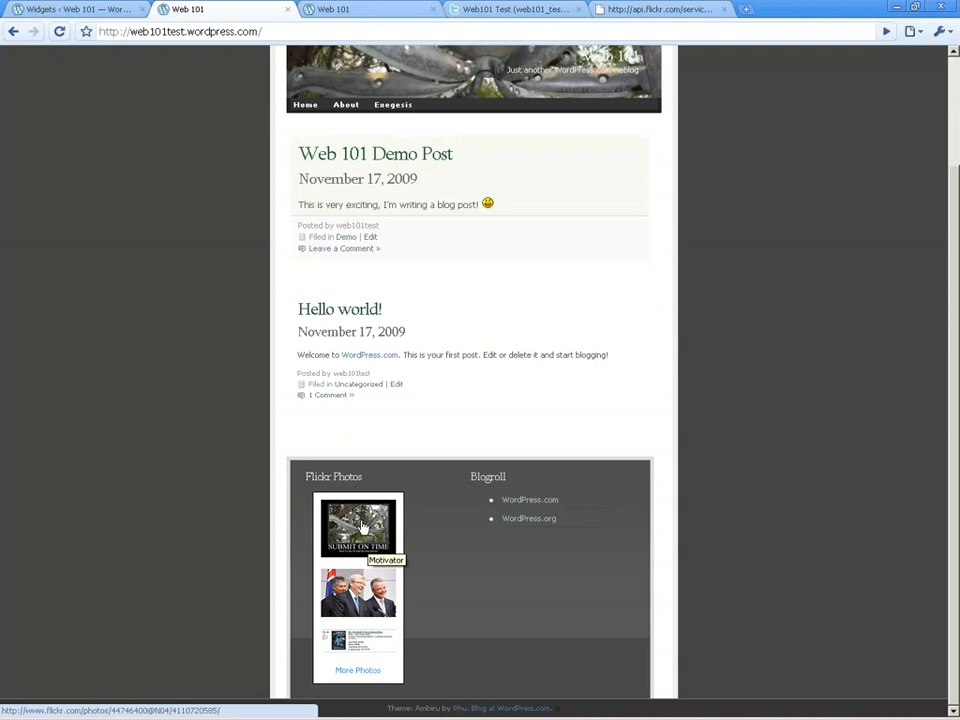 Widgets < Web 101 — Wor...
Web 101
Web 101
Web101 Test (web101_tes...
http://api.flickr.com/servic...
http://web101test.wordpress.com/
Just another WordPress.com weblog
Home About Exegesis
Web 101 Demo Post
November 17, 2009
This is very exciting, I'm writing a blog post!
Posted by web101test
Filed in Demo | Edit
Leave a Comment »
Hello world!
November 17, 2009
Welcome to WordPress.com. This is your first post. Edit or delete it and start blogging!
Posted by web101test
Filed in Uncategorized | Edit
1 Comment »
Flickr Photos
SUBMIT ON TIME
Motivator
More Photos
Blogroll
WordPress.com
WordPress.org
Theme: Ambiru by Phu. Blog at WordPress.com.
http://www.flickr.com/photos/44746400@N04/4110720585/